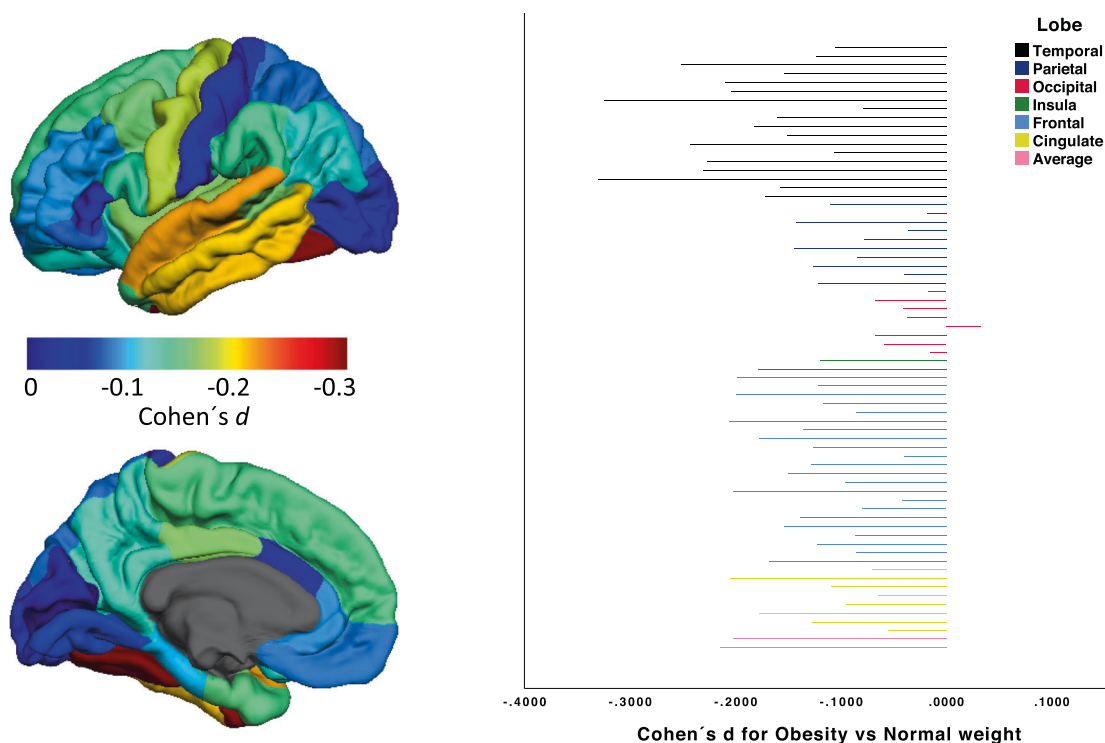 Lobe
Temporal
Parietal
Occipital
Insula
Frontal
Cingulate
Average
0 -0.1 -0.2 -0.3
Cohen´s d
-.4000 -.3000 -.2000 -.1000 .0000 .1000
Cohen´s d for Obesity vs Normal weight